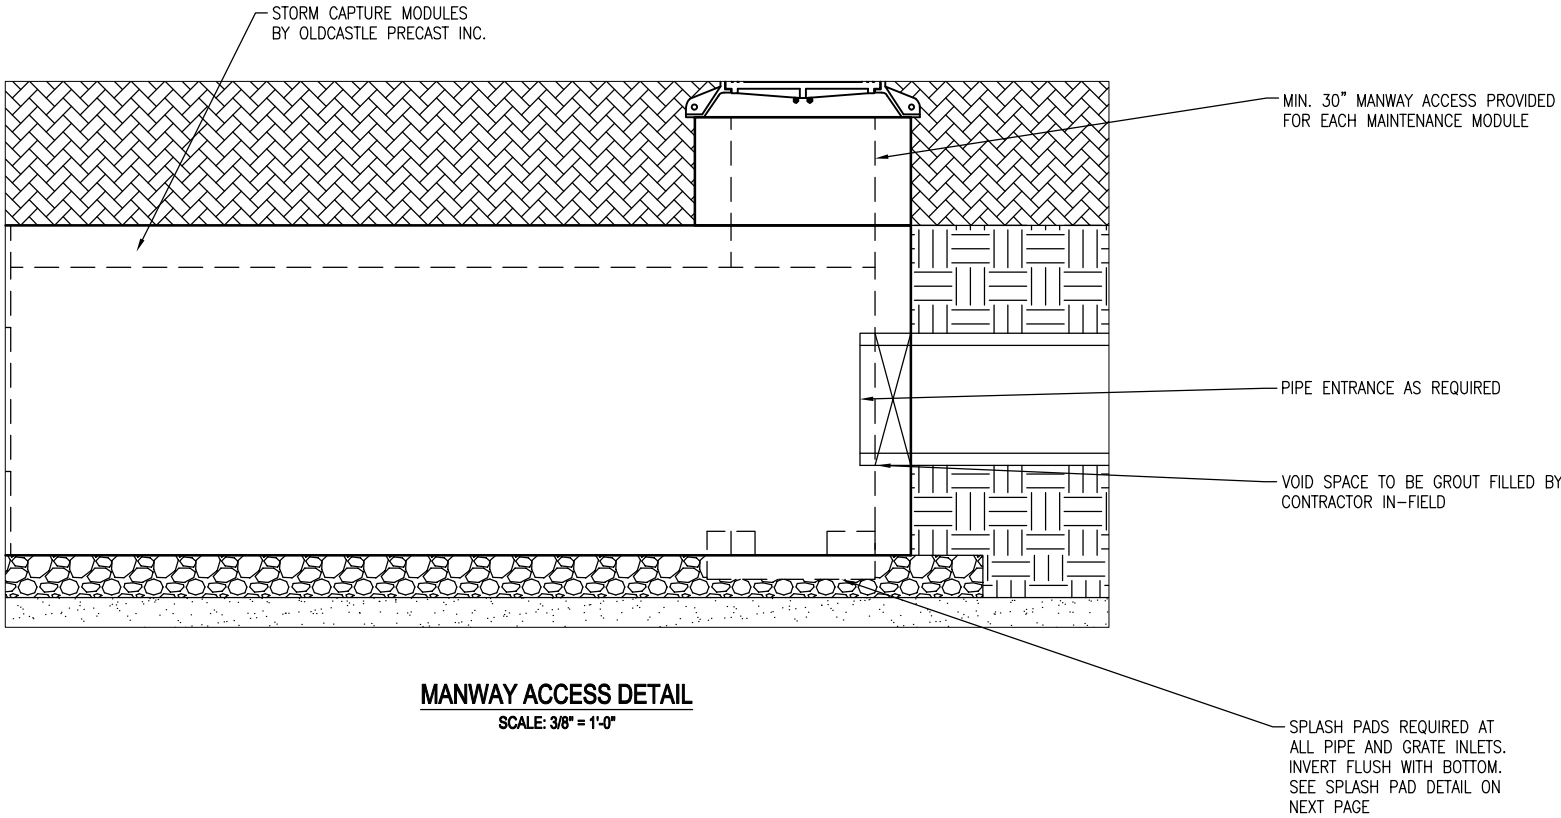 STORM CAPTURE MODULES
BY OLDCASTLE PRECAST INC.
MIN. 30" MANWAY ACCESS PROVIDED
FOR EACH MAINTENANCE MODULE
PIPE ENTRANCE AS REQUIRED
VOID SPACE TO BE GROUT FILLED BY
CONTRACTOR IN-FIELD
MANWAY ACCESS DETAIL
SCALE: 3/8" = 1'-0"
SPLASH PADS REQUIRED AT
ALL PIPE AND GRATE INLETS.
INVERT FLUSH WITH BOTTOM.
SEE SPLASH PAD DETAIL ON
NEXT PAGE